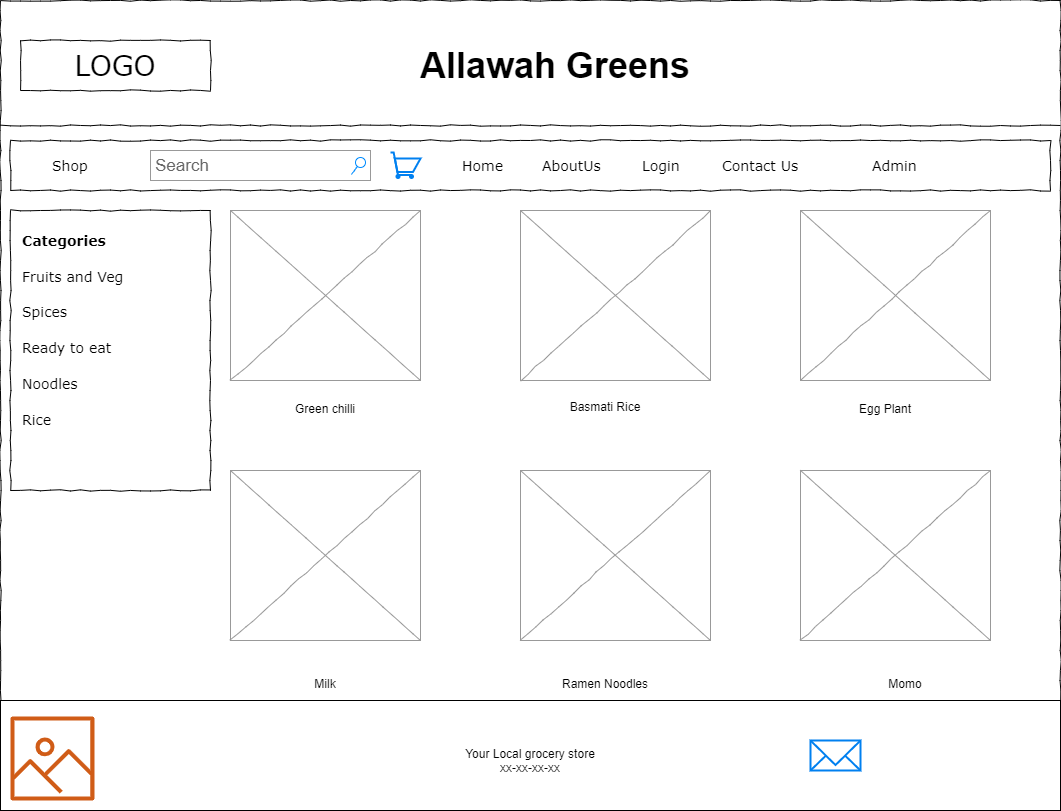 LOGO
Allawah Greens
Shop
Search
Home
AboutUs
Login
Contact Us
Admin
Categories
Fruits and Veg
Spices
Ready to eat
Noodles
Rice
Green chilli
Basmati Rice
Egg Plant
Milk
Ramen Noodles
Momo
Your Local grocery store
xx-xx-xx-xx